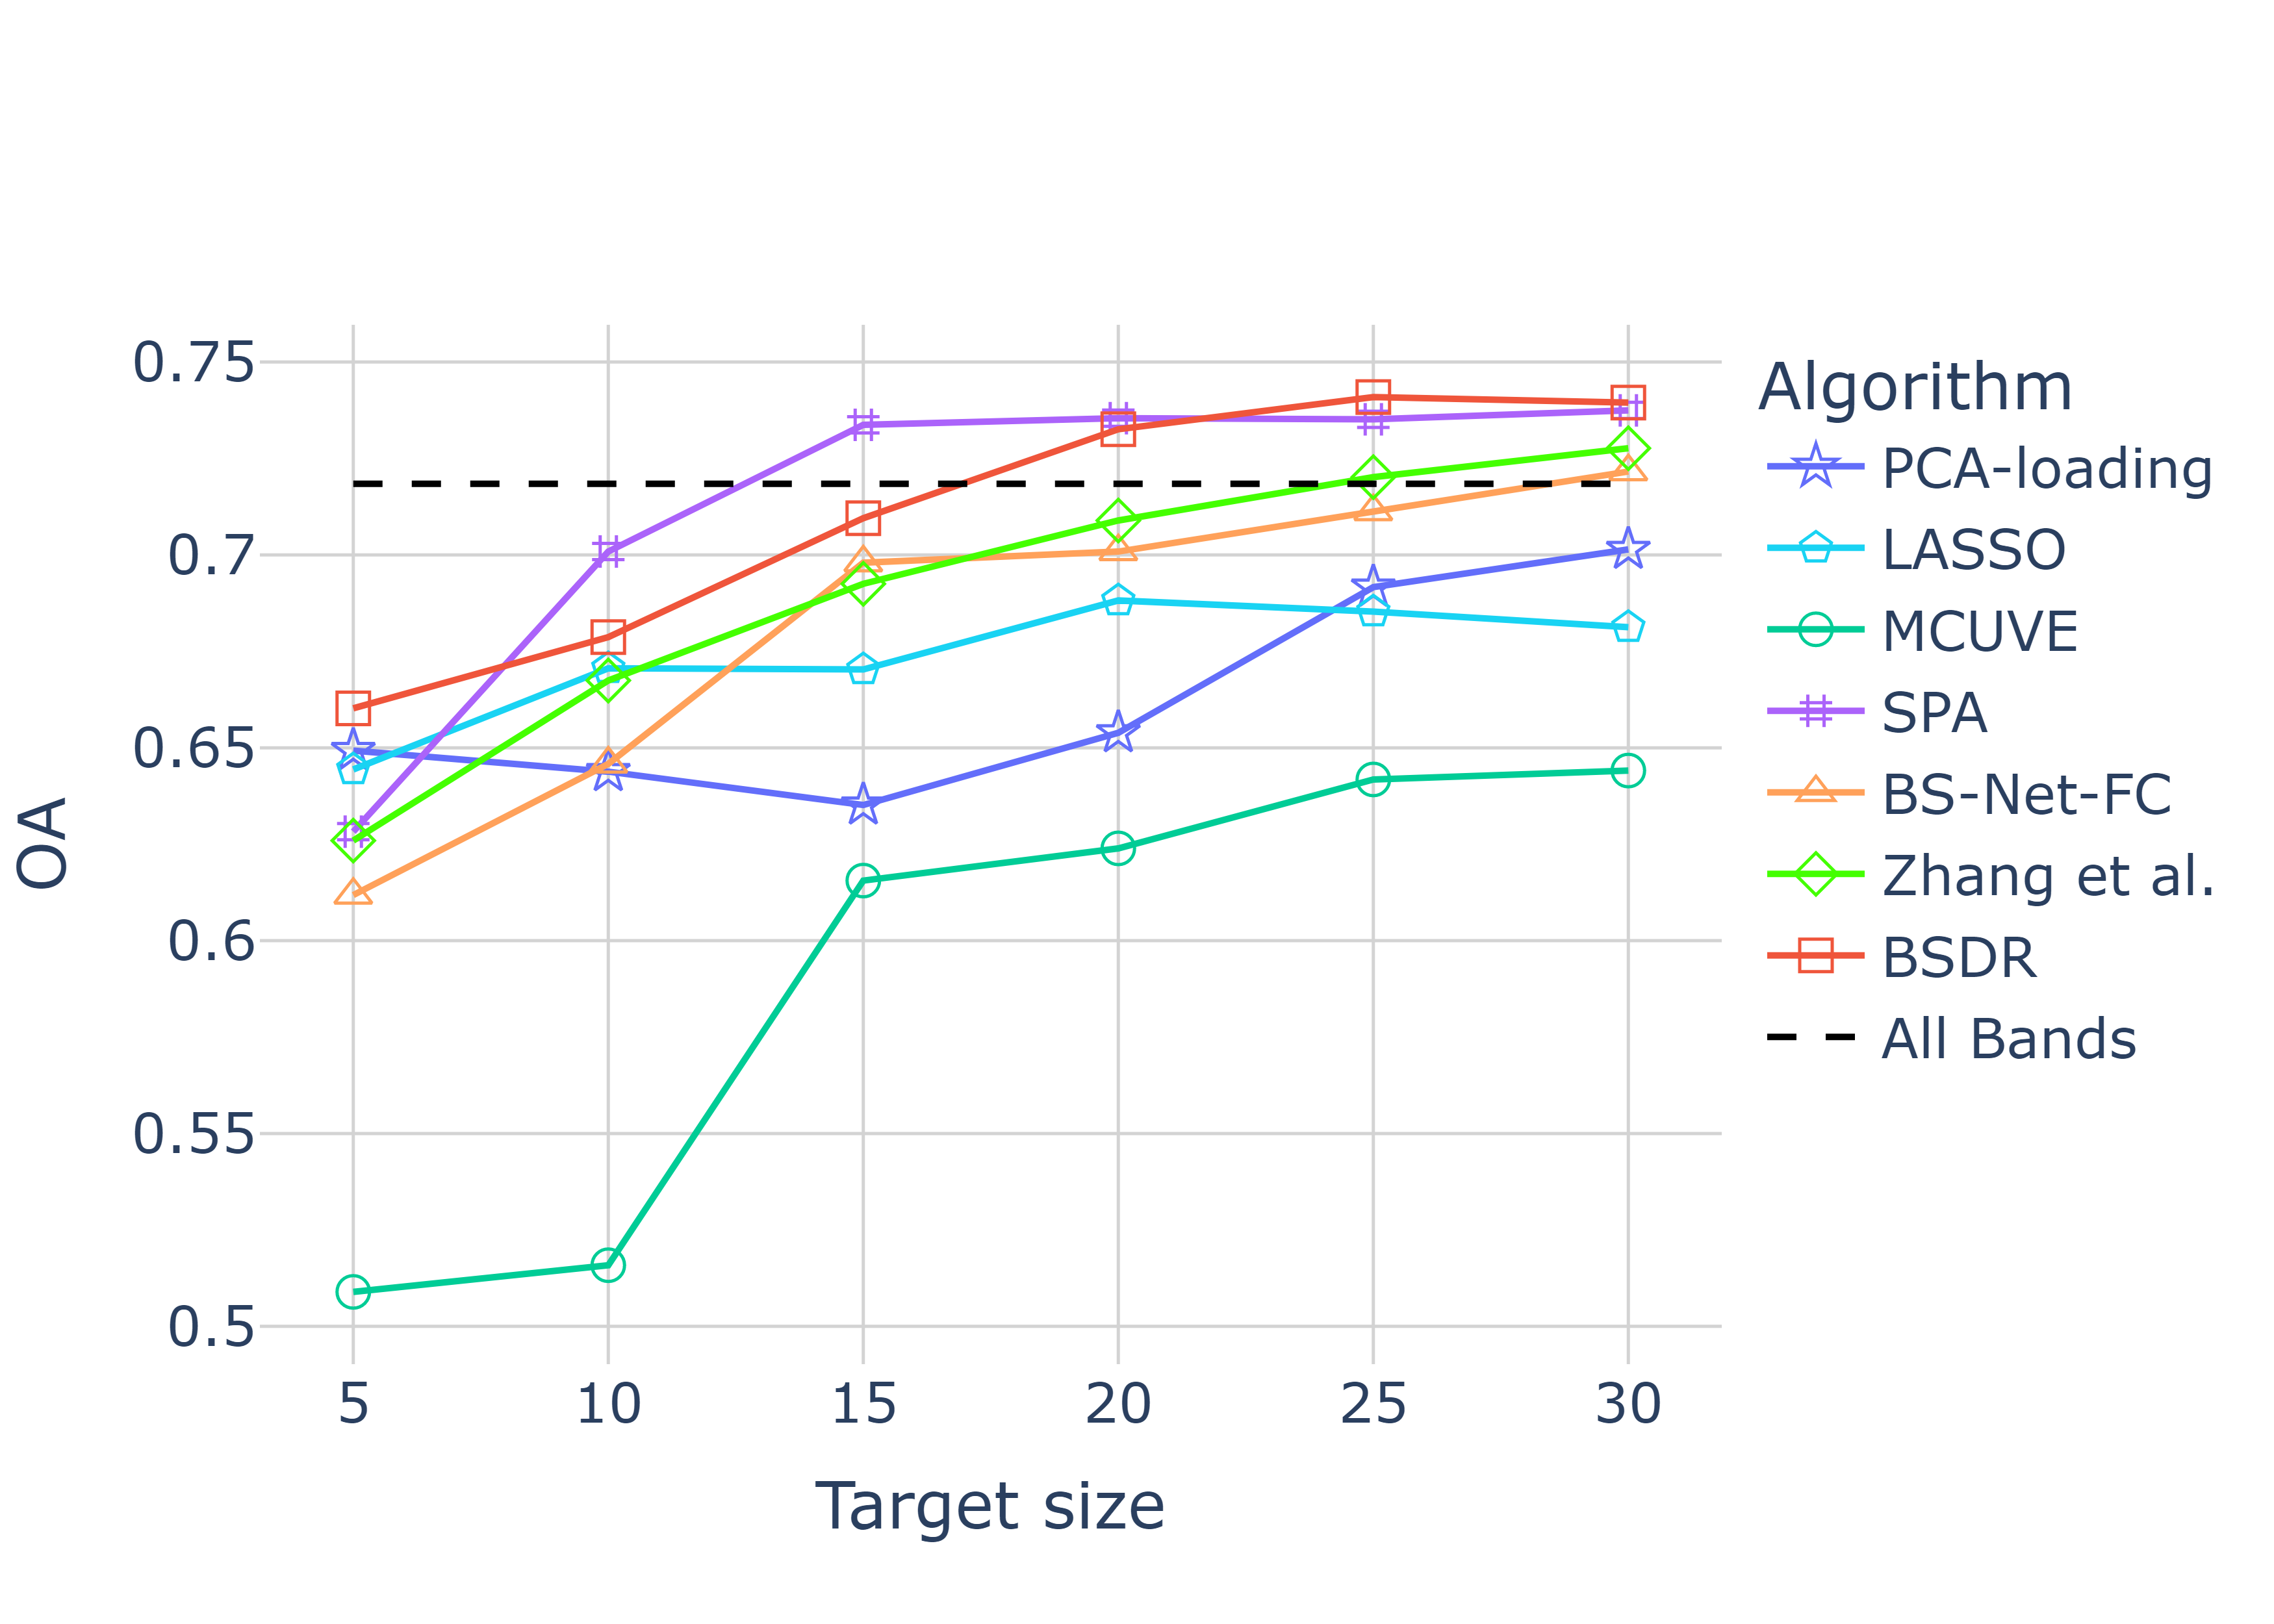 0.75
0.7
0.65
0.6
0.55
0.5
OA
5 10 15 20 25 30
Target size
Algorithm
PCA-loading
LASSO
MCUVE
SPA
BS-Net-FC
Zhang et al.
BSDR
All Bands